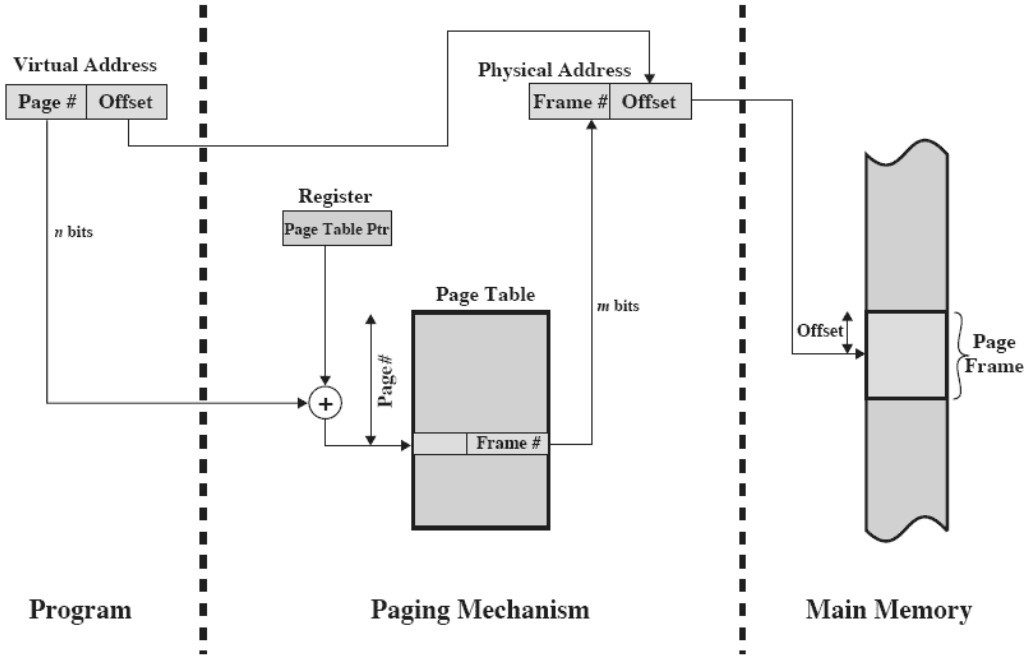 Virtual Address
Page # Offset
Physical Address
Frame # Offset
Register
Page Table Ptr
n bits
Page Table
m bits
Page#
Offset
Page
Frame
+
Frame #
Program
Paging Mechanism
Main Memory